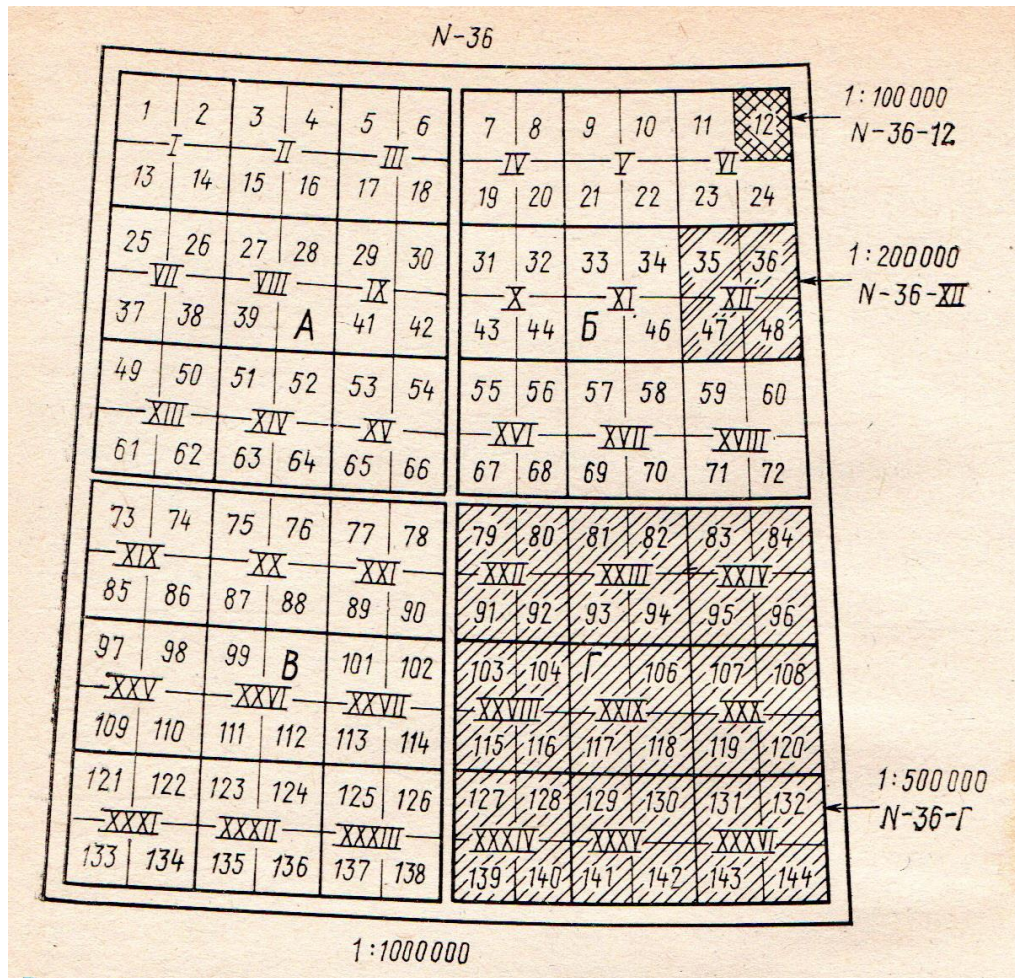 N-36
1 2 3 4 5 6 7 8 9 10 11 12
1:100 000
N-36-12
I II III IV V VI
13 14 15 16 17 18 19 20 21 22 23 24
25 26 27 28 29 30 31 32 33 34 35 36
1:200 000
N-36-XII
VII VIII IX X XI XII
37 38 39 А 41 42 43 44 Б 46 47 48
49 50 51 52 53 54 55 56 57 58 59 60
XIII XIV XV XVI XVII XVIII
61 62 63 64 65 66 67 68 69 70 71 72
73 74 75 76 77 78 79 80 81 82 83 84
XIX XX XXI XXII XXIII XXIV
85 86 87 88 89 90 91 92 93 94 95 96
97 98 99 В 101 102 103 104 Г 106 107 108
XXV XXVI XXVII XXVIII XXIX XXX
109 110 111 112 113 114 115 116 117 118 119 120
121 122 123 124 125 126 127 128 129 130 131 132
1:500 000
N-36-Г
XXXI XXXII XXXIII XXXIV XXXV XXXVI
133 134 135 136 137 138 139 140 141 142 143 144
1:1000000